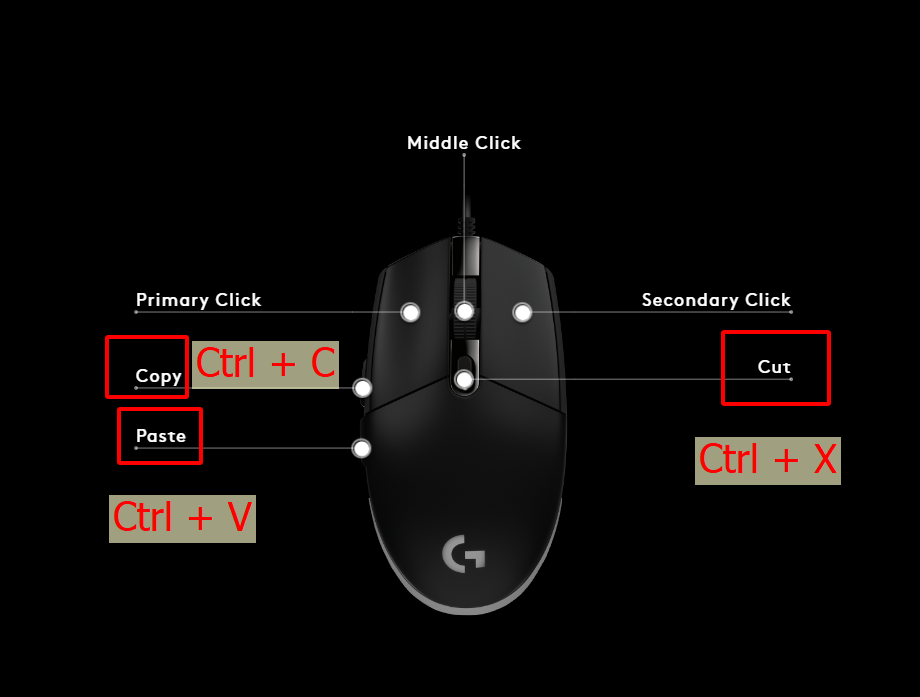 Middle Click
Primary Click
Secondary Click
Copy
Ctrl + C
Cut
Paste
Ctrl + X
Ctrl + V
G